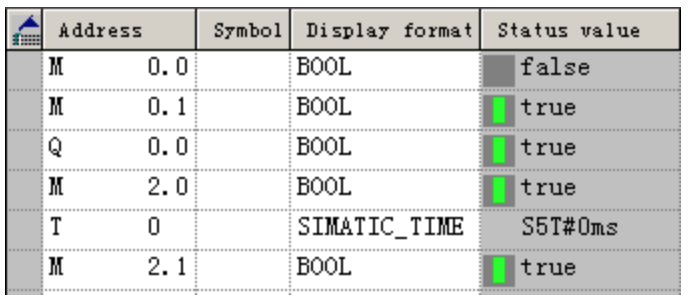 Address Symbol Display format Status value
M 0.0 BOOL false
M 0.1 BOOL true
Q 0.0 BOOL true
M 2.0 BOOL true
T 0 SIMATIC_TIME S5T#0ms
M 2.1 BOOL true